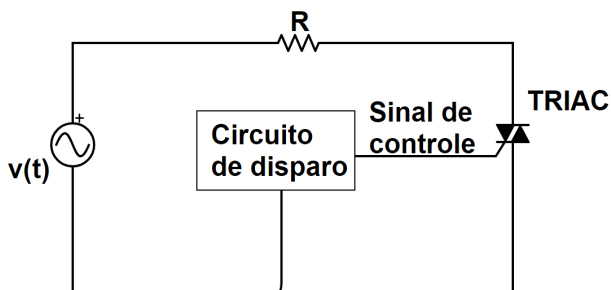 R
TRIAC
Sinal de
controle
Circuito
de disparo
+
v(t)